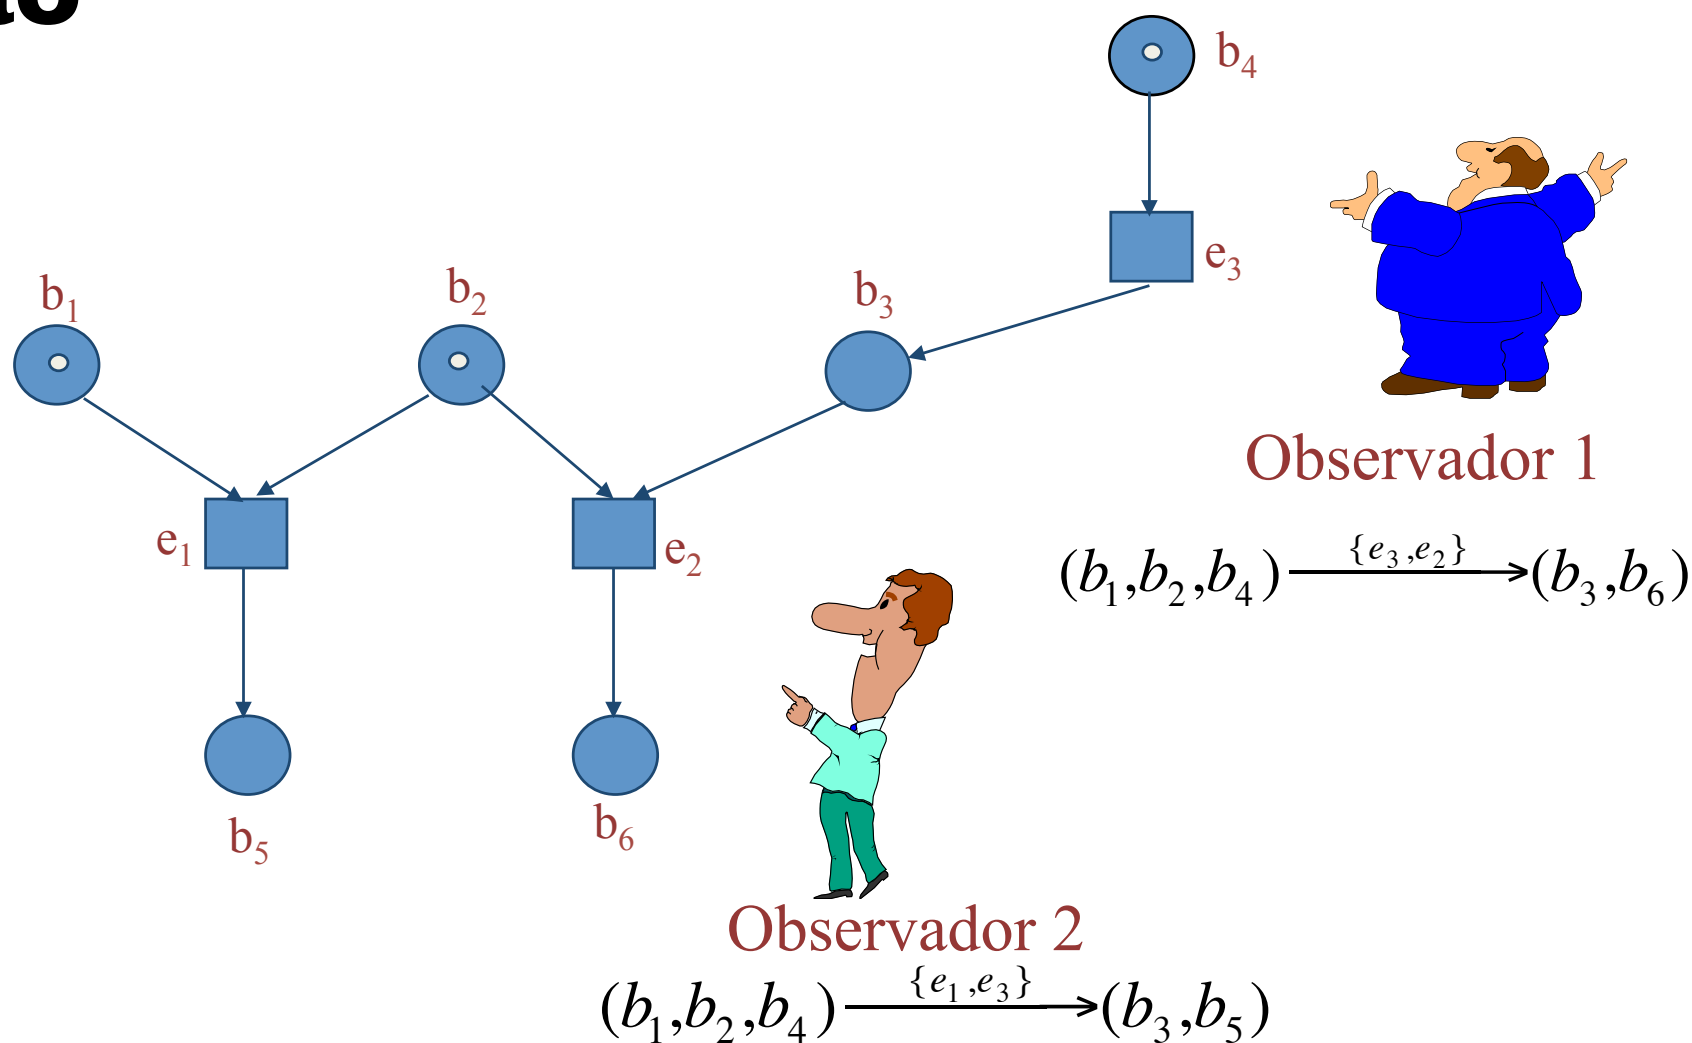 b₄
e₃
b₁
b₂
b₃
Observador 1
e₁
e₂
(b₁,b₂,b₄) —{e₃,e₂}→ (b₃,b₆)
b₅
b₆
Observador 2
(b₁,b₂,b₄) —{e₁,e₃}→ (b₃,b₅)